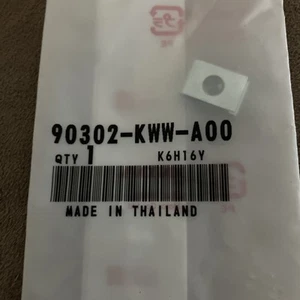 90302-KWW-A00
QTY 1 K6H16Y
MADE IN THAILAND